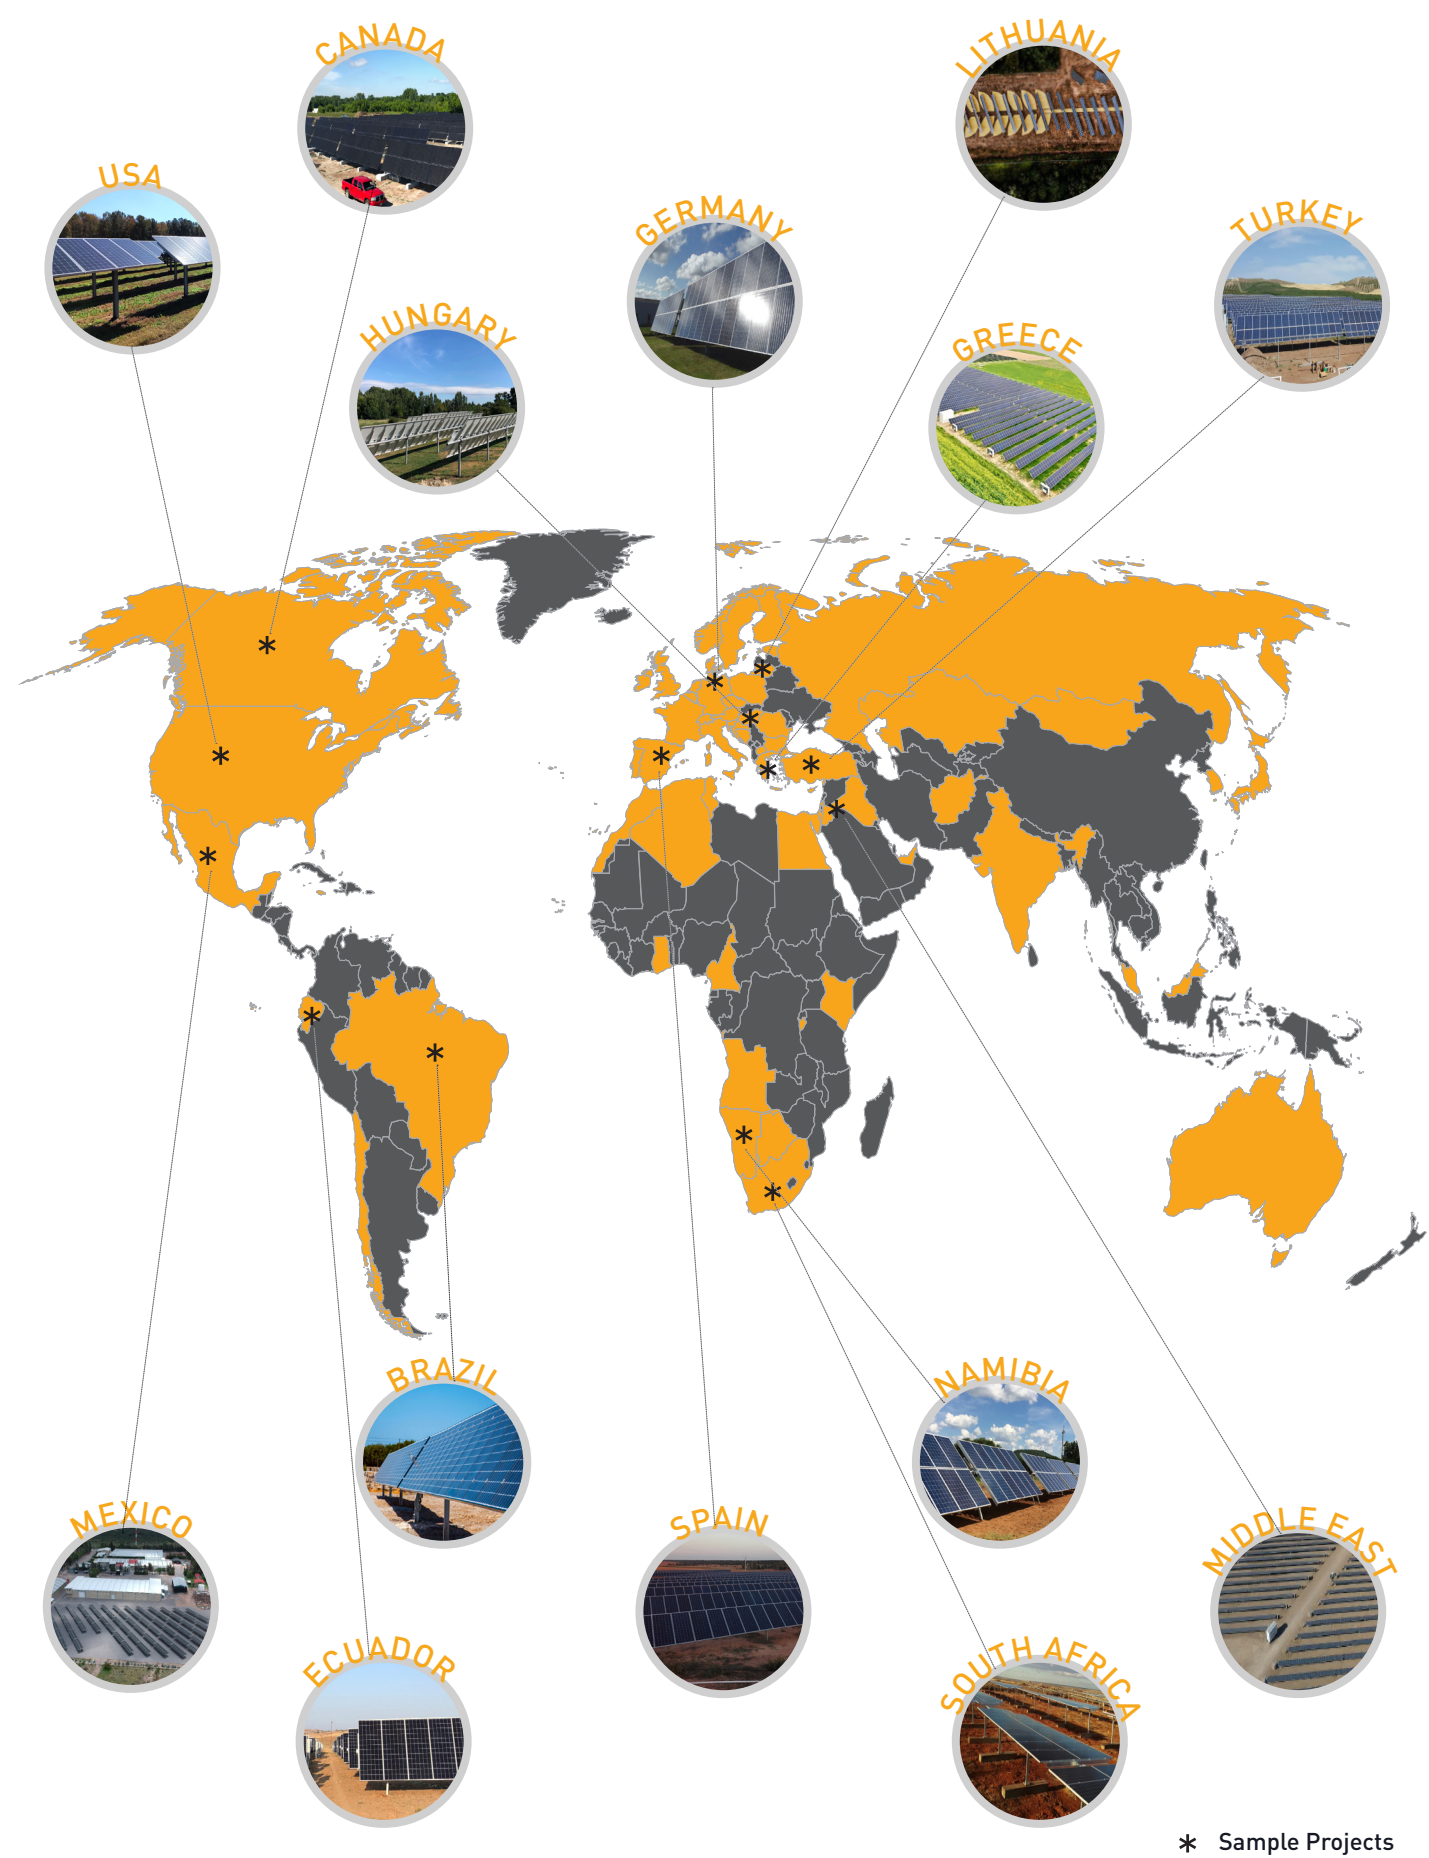 CANADA
LITHUANIA
USA
GERMANY
TURKEY
HUNGARY
GREECE
BRAZIL
NAMIBIA
MEXICO
SPAIN
MIDDLE EAST
ECUADOR
SOUTH AFRICA
* Sample Projects